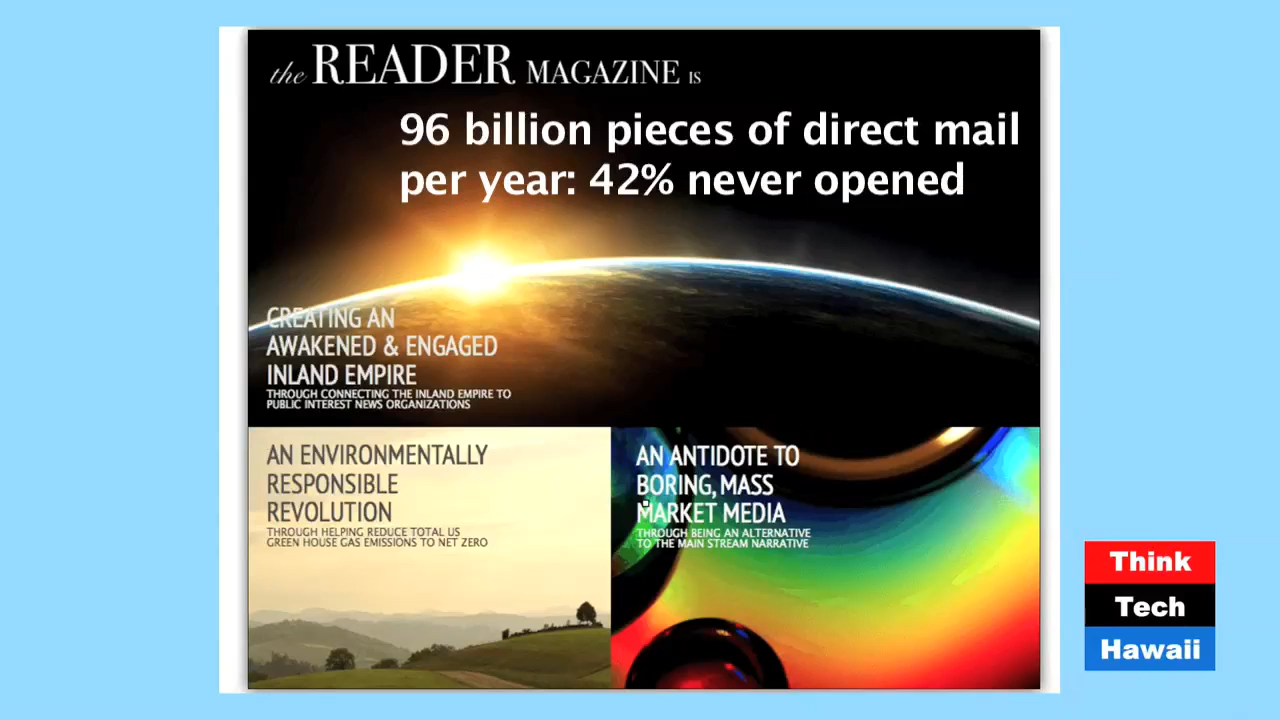 the READER MAGAZINE IS
96 billion pieces of direct mail
per year: 42% never opened
CREATING AN
AWAKENED & ENGAGED
INLAND EMPIRE
THROUGH CONNECTING THE INLAND EMPIRE TO
PUBLIC INTEREST NEWS ORGANIZATIONS
AN ENVIRONMENTALLY
RESPONSIBLE
REVOLUTION
THROUGH HELPING REDUCE TOTAL US
GREEN HOUSE GAS EMISSIONS TO NET ZERO
AN ANTIDOTE TO
BORING, MASS
MARKET MEDIA
THROUGH BEING AN ALTERNATIVE
TO THE MAIN STREAM NARRATIVE
Think
Tech
Hawaii